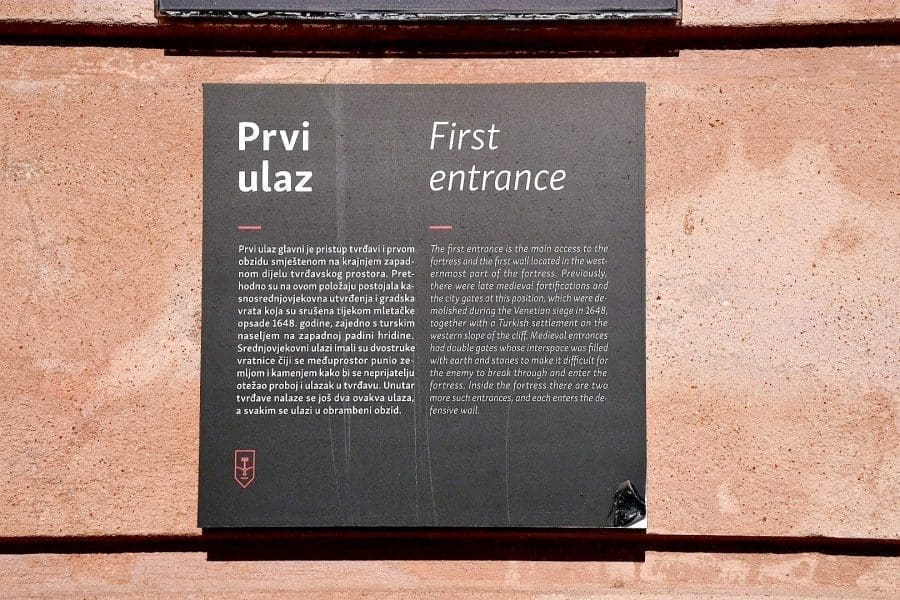 Prvi
ulaz
Prvi ulaz glavni je pristup tvrđavi i prvom
obzidu smještenom na krajnjem zapad-
nom dijelu tvrđavskog prostora. Pret-
hodno su na ovom položaju postojala ka-
snosrednjovjekovna utvrđenja i gradska
vrata koja su srušena tijekom mletačke
opsade 1648. godine, zajedno s turskim
naseljem na zapadnoj padini hridine.
Srednjovjekovni ulazi imali su dvostruke
vratnice čiji se međuprostor punio ze-
mljom i kamenjem kako bi se neprijatelju
otežao proboj i ulazak u tvrđavu. Unutar
tvrđave nalaze se još dva ovakva ulaza,
a svakim se ulazi u obrambeni obzid.
First
entrance
The first entrance is the main access to the
fortress and the first wall located in the west-
ernmost part of the fortress. Previously,
there were late medieval fortifications and
the city gates at this position, which were de-
molished during the Venetian siege in 1648,
together with a Turkish settlement on the
western slope of the cliff. Medieval entrances
had double gates whose interspace was filled
with earth and stones to make it difficult for
the enemy to break through and enter the
fortress. Inside the fortress there are two
more such entrances, and each enters the de-
fensive wall.